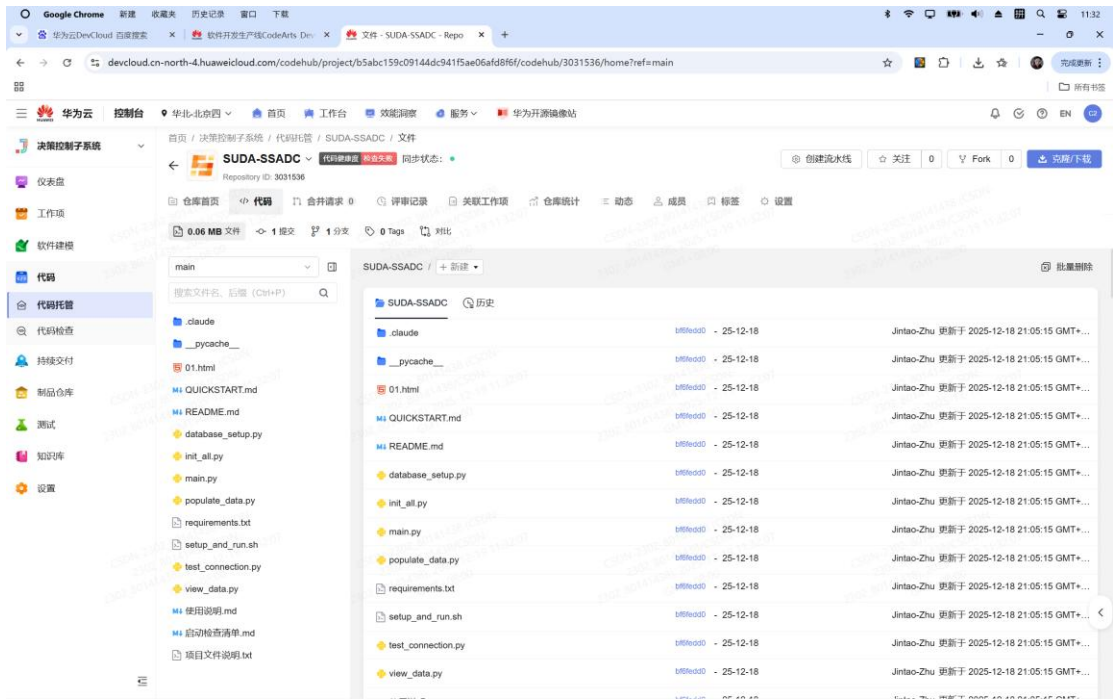 Google Chrome 新建 收藏夹 历史记录 窗口 下载 11:32
华为云DevCloud 百度搜索 软件开发生产线CodeArts Dev 文件 - SUDA-SSADC - Repo
devcloud.cn-north-4.huaweicloud.com/codehub/project/b5abc159c09144dc941f5ae06afd8f6f/codehub/3031536/home?ref=main 完成更新
所有书签
华为云 控制台 华北-北京四 首页 工作台 效能洞察 服务 华为开源镜像站 EN CZ
决策控制子系统
仪表盘
工作项
软件建模
代码
代码托管
代码检查
持续交付
制品仓库
测试
知识库
设置
首页 / 决策控制子系统 / 代码托管 / SUDA-SSADC / 文件
SUDA-SSADC 代码健康度 检查失败 同步状态: 创建流水线 关注 0 Fork 0 克隆/下载
Repository ID: 3031536
仓库首页 代码 合并请求 0 评审记录 关联工作项 仓库统计 动态 成员 标签 设置
0.06 MB 文件 1 提交 1 分支 0 Tags 对比
main
搜索文件名、后缀 (Ctrl+P)
.claude
__pycache__
01.html
QUICKSTART.md
README.md
database_setup.py
init_all.py
main.py
populate_data.py
requirements.txt
setup_and_run.sh
test_connection.py
view_data.py
使用说明.md
启动检查清单.md
项目文件说明.txt
SUDA-SSADC / + 新建 批量删除
SUDA-SSADC 历史
.claude bf6fedd0 - 25-12-18 Jintao-Zhu 更新于 2025-12-18 21:05:15 GMT+...
__pycache__ bf6fedd0 - 25-12-18 Jintao-Zhu 更新于 2025-12-18 21:05:15 GMT+...
01.html bf6fedd0 - 25-12-18 Jintao-Zhu 更新于 2025-12-18 21:05:15 GMT+...
QUICKSTART.md bf6fedd0 - 25-12-18 Jintao-Zhu 更新于 2025-12-18 21:05:15 GMT+...
README.md bf6fedd0 - 25-12-18 Jintao-Zhu 更新于 2025-12-18 21:05:15 GMT+...
database_setup.py bf6fedd0 - 25-12-18 Jintao-Zhu 更新于 2025-12-18 21:05:15 GMT+...
init_all.py bf6fedd0 - 25-12-18 Jintao-Zhu 更新于 2025-12-18 21:05:15 GMT+...
main.py bf6fedd0 - 25-12-18 Jintao-Zhu 更新于 2025-12-18 21:05:15 GMT+...
populate_data.py bf6fedd0 - 25-12-18 Jintao-Zhu 更新于 2025-12-18 21:05:15 GMT+...
requirements.txt bf6fedd0 - 25-12-18 Jintao-Zhu 更新于 2025-12-18 21:05:15 GMT+...
setup_and_run.sh bf6fedd0 - 25-12-18 Jintao-Zhu 更新于 2025-12-18 21:05:15 GMT+...
test_connection.py bf6fedd0 - 25-12-18 Jintao-Zhu 更新于 2025-12-18 21:05:15 GMT+...
view_data.py bf6fedd0 - 25-12-18 Jintao-Zhu 更新于 2025-12-18 21:05:15 GMT+...